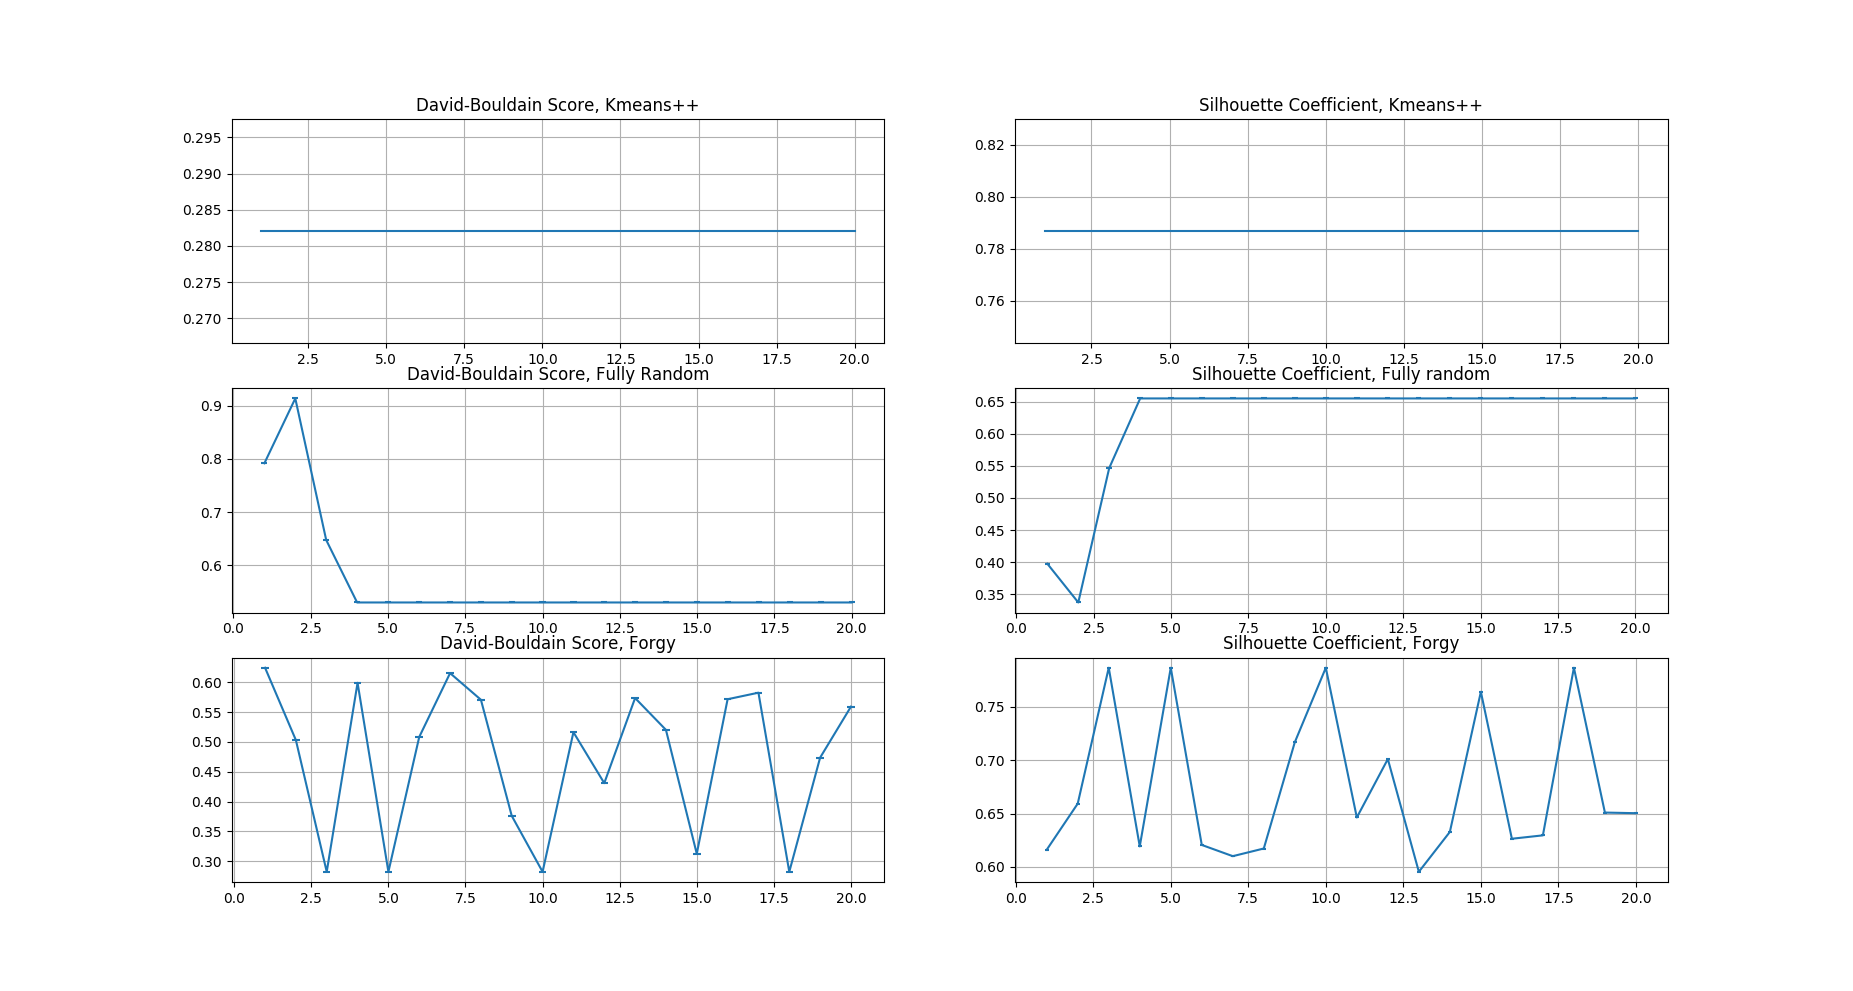 David-Bouldain Score, Kmeans++
0.295
0.290
0.285
0.280
0.275
0.270
2.5 5.0 7.5 10.0 12.5 15.0 17.5 20.0
Silhouette Coefficient, Kmeans++
0.82
0.80
0.78
0.76
2.5 5.0 7.5 10.0 12.5 15.0 17.5 20.0
David-Bouldain Score, Fully Random
0.9
0.8
0.7
0.6
0.0 2.5 5.0 7.5 10.0 12.5 15.0 17.5 20.0
Silhouette Coefficient, Fully random
0.65
0.60
0.55
0.50
0.45
0.40
0.35
0.0 2.5 5.0 7.5 10.0 12.5 15.0 17.5 20.0
David-Bouldain Score, Forgy
0.60
0.55
0.50
0.45
0.40
0.35
0.30
0.0 2.5 5.0 7.5 10.0 12.5 15.0 17.5 20.0
Silhouette Coefficient, Forgy
0.75
0.70
0.65
0.60
0.0 2.5 5.0 7.5 10.0 12.5 15.0 17.5 20.0